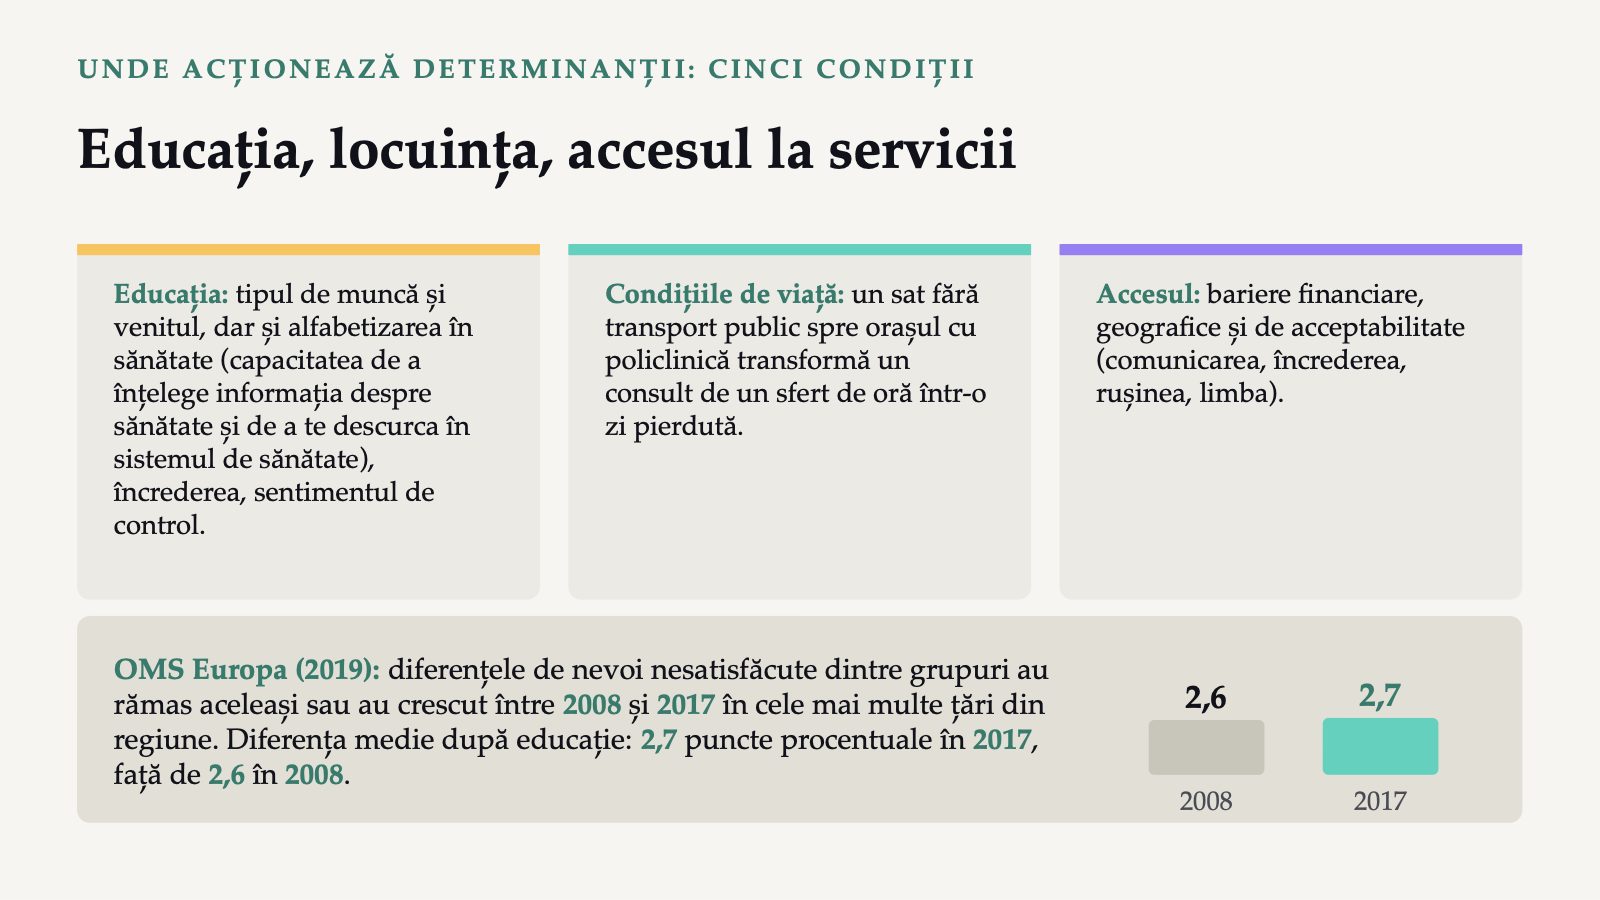 UNDE ACȚIONEAZĂ DETERMINANȚII: CINCI CONDIȚII
Educația, locuința, accesul la servicii
Educația: tipul de muncă și
venitul, dar și alfabetizarea în
sănătate (capacitatea de a
înțelege informația despre
sănătate și de a te descurca în
sistemul de sănătate),
încrederea, sentimentul de
control.
Condițiile de viață: un sat fără
transport public spre orașul cu
policlinică transformă un
consult de un sfert de oră într-o
zi pierdută.
Accesul: bariere financiare,
geografice și de acceptabilitate
(comunicarea, încrederea,
rușinea, limba).
OMS Europa (2019): diferențele de nevoi nesatisfăcute dintre grupuri au
rămas aceleași sau au crescut între 2008 și 2017 în cele mai multe țări din
regiune. Diferența medie după educație: 2,7 puncte procentuale în 2017,
față de 2,6 în 2008.
2,6
2008
2,7
2017